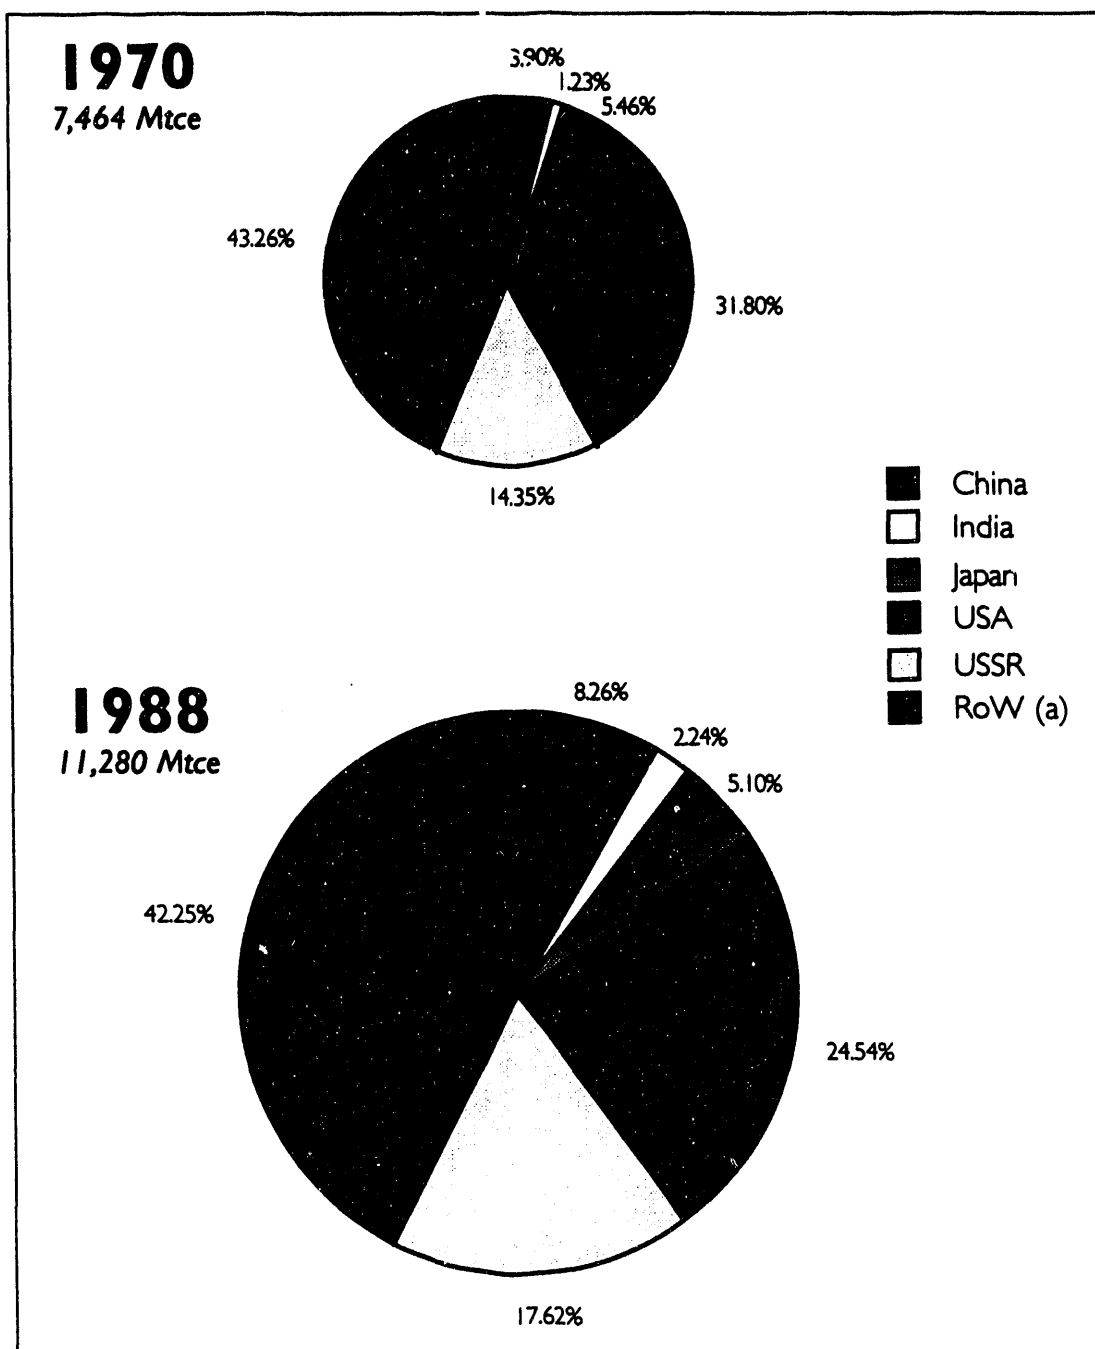 1970
7,464 Mtce
3.90%
1.23%
5.46%
43.26%
31.80%
14.35%
China
India
Japan
USA
USSR
RoW (a)
1988
11,280 Mtce
8.26%
2.24%
5.10%
42.25%
24.54%
17.62%